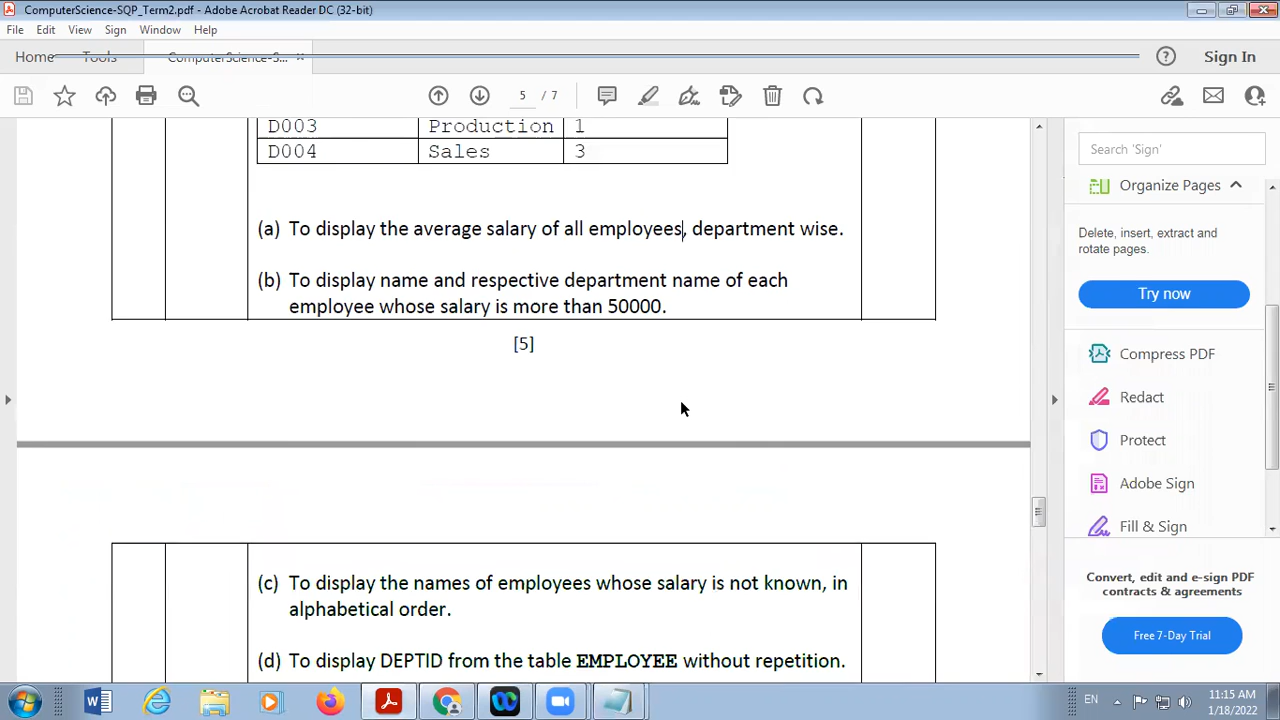 ComputerScience-SQP_Term2.pdf - Adobe Acrobat Reader DC (32-bit)
File Edit View Sign Window Help
Home Tools ComputerScience-S... ×
? Sign In
5 / 7
D003 Production 1
D004 Sales 3
(a) To display the average salary of all employees, department wise.
(b) To display name and respective department name of each
employee whose salary is more than 50000.
[5]
(c) To display the names of employees whose salary is not known, in
alphabetical order.
(d) To display DEPTID from the table EMPLOYEE without repetition.
Search 'Sign'
Organize Pages
Delete, insert, extract and
rotate pages.
Try now
Compress PDF
Redact
Protect
Adobe Sign
Fill & Sign
Convert, edit and e-sign PDF
contracts & agreements
Free 7-Day Trial
EN
11:15 AM
1/18/2022